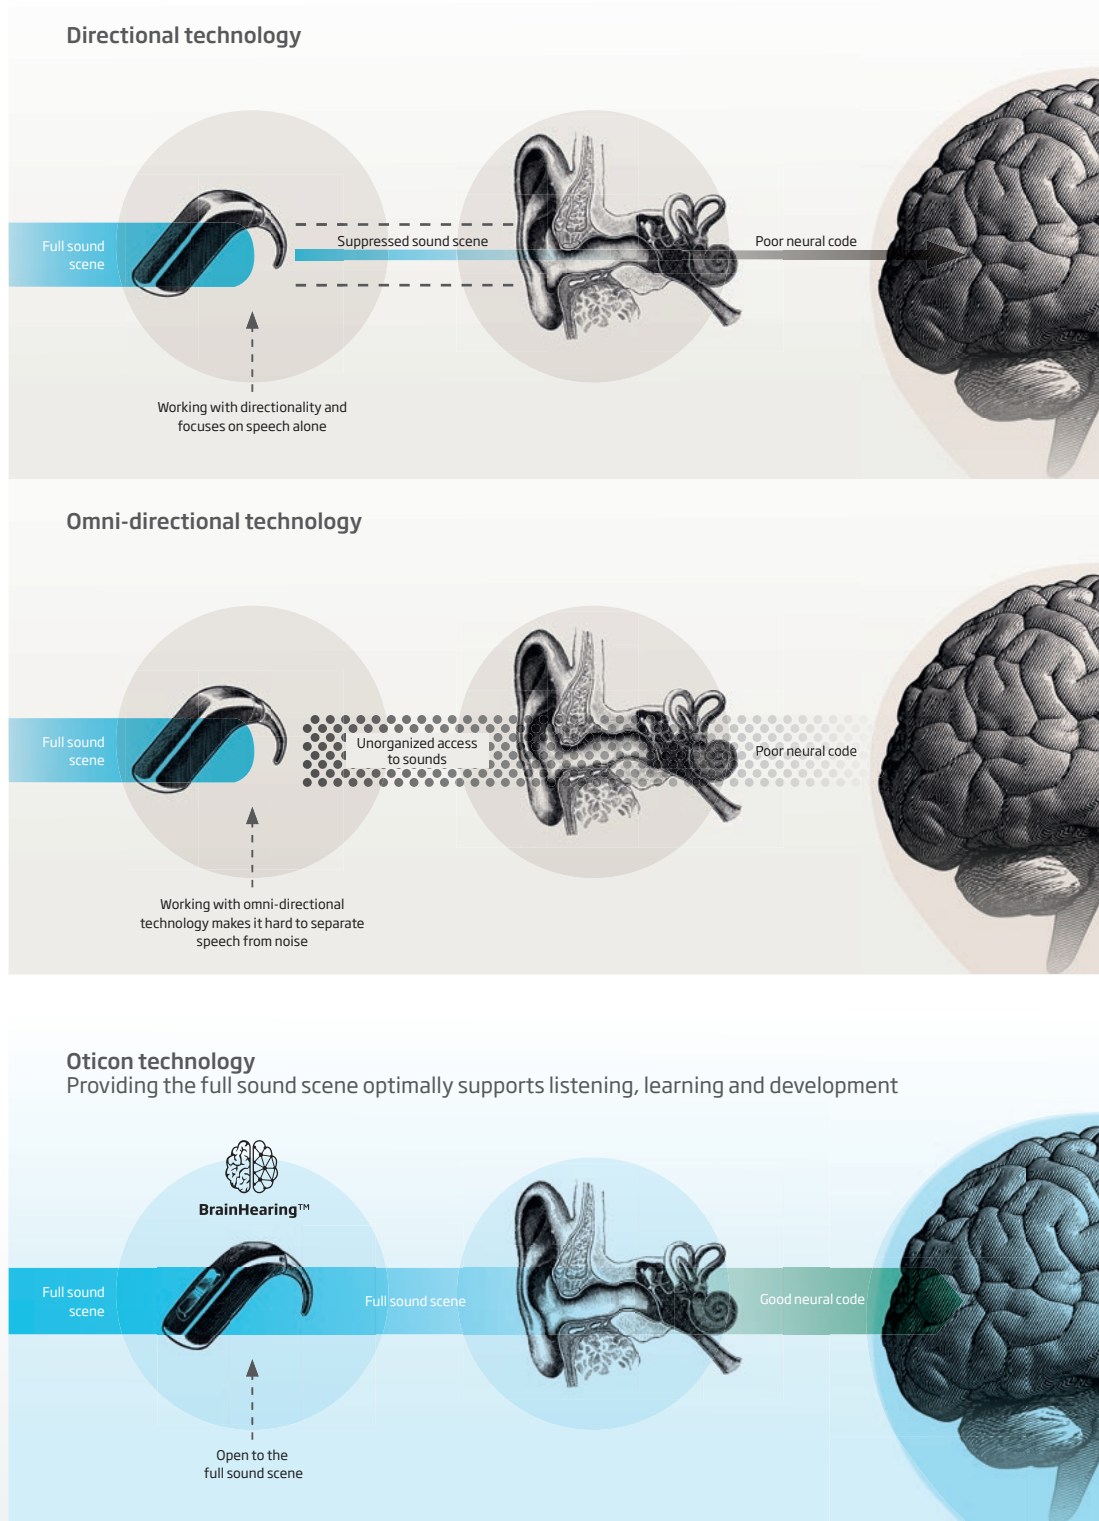 Directional technology
Full sound
scene
Suppressed sound scene
Poor neural code
Working with directionality and
focuses on speech alone
Omni-directional technology
Full sound
scene
Unorganized access
to sounds
Poor neural code
Working with omni-directional
technology makes it hard to separate
speech from noise
Oticon technology
Providing the full sound scene optimally supports listening, learning and development
BrainHearing™
Full sound
scene
Full sound scene
Good neural code
Open to the
full sound scene